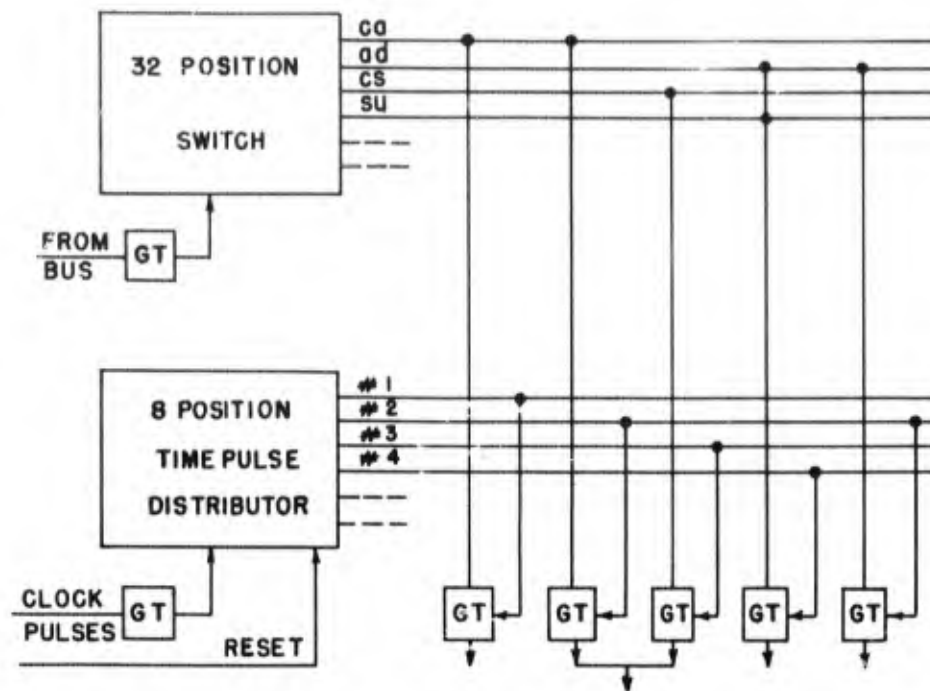 32 POSITION
SWITCH
ca
ad
cs
su
FROM
BUS
GT
8 POSITION
TIME PULSE
DISTRIBUTOR
#1
#2
#3
#4
CLOCK
PULSES
GT
RESET
GT
GT
GT
GT
GT